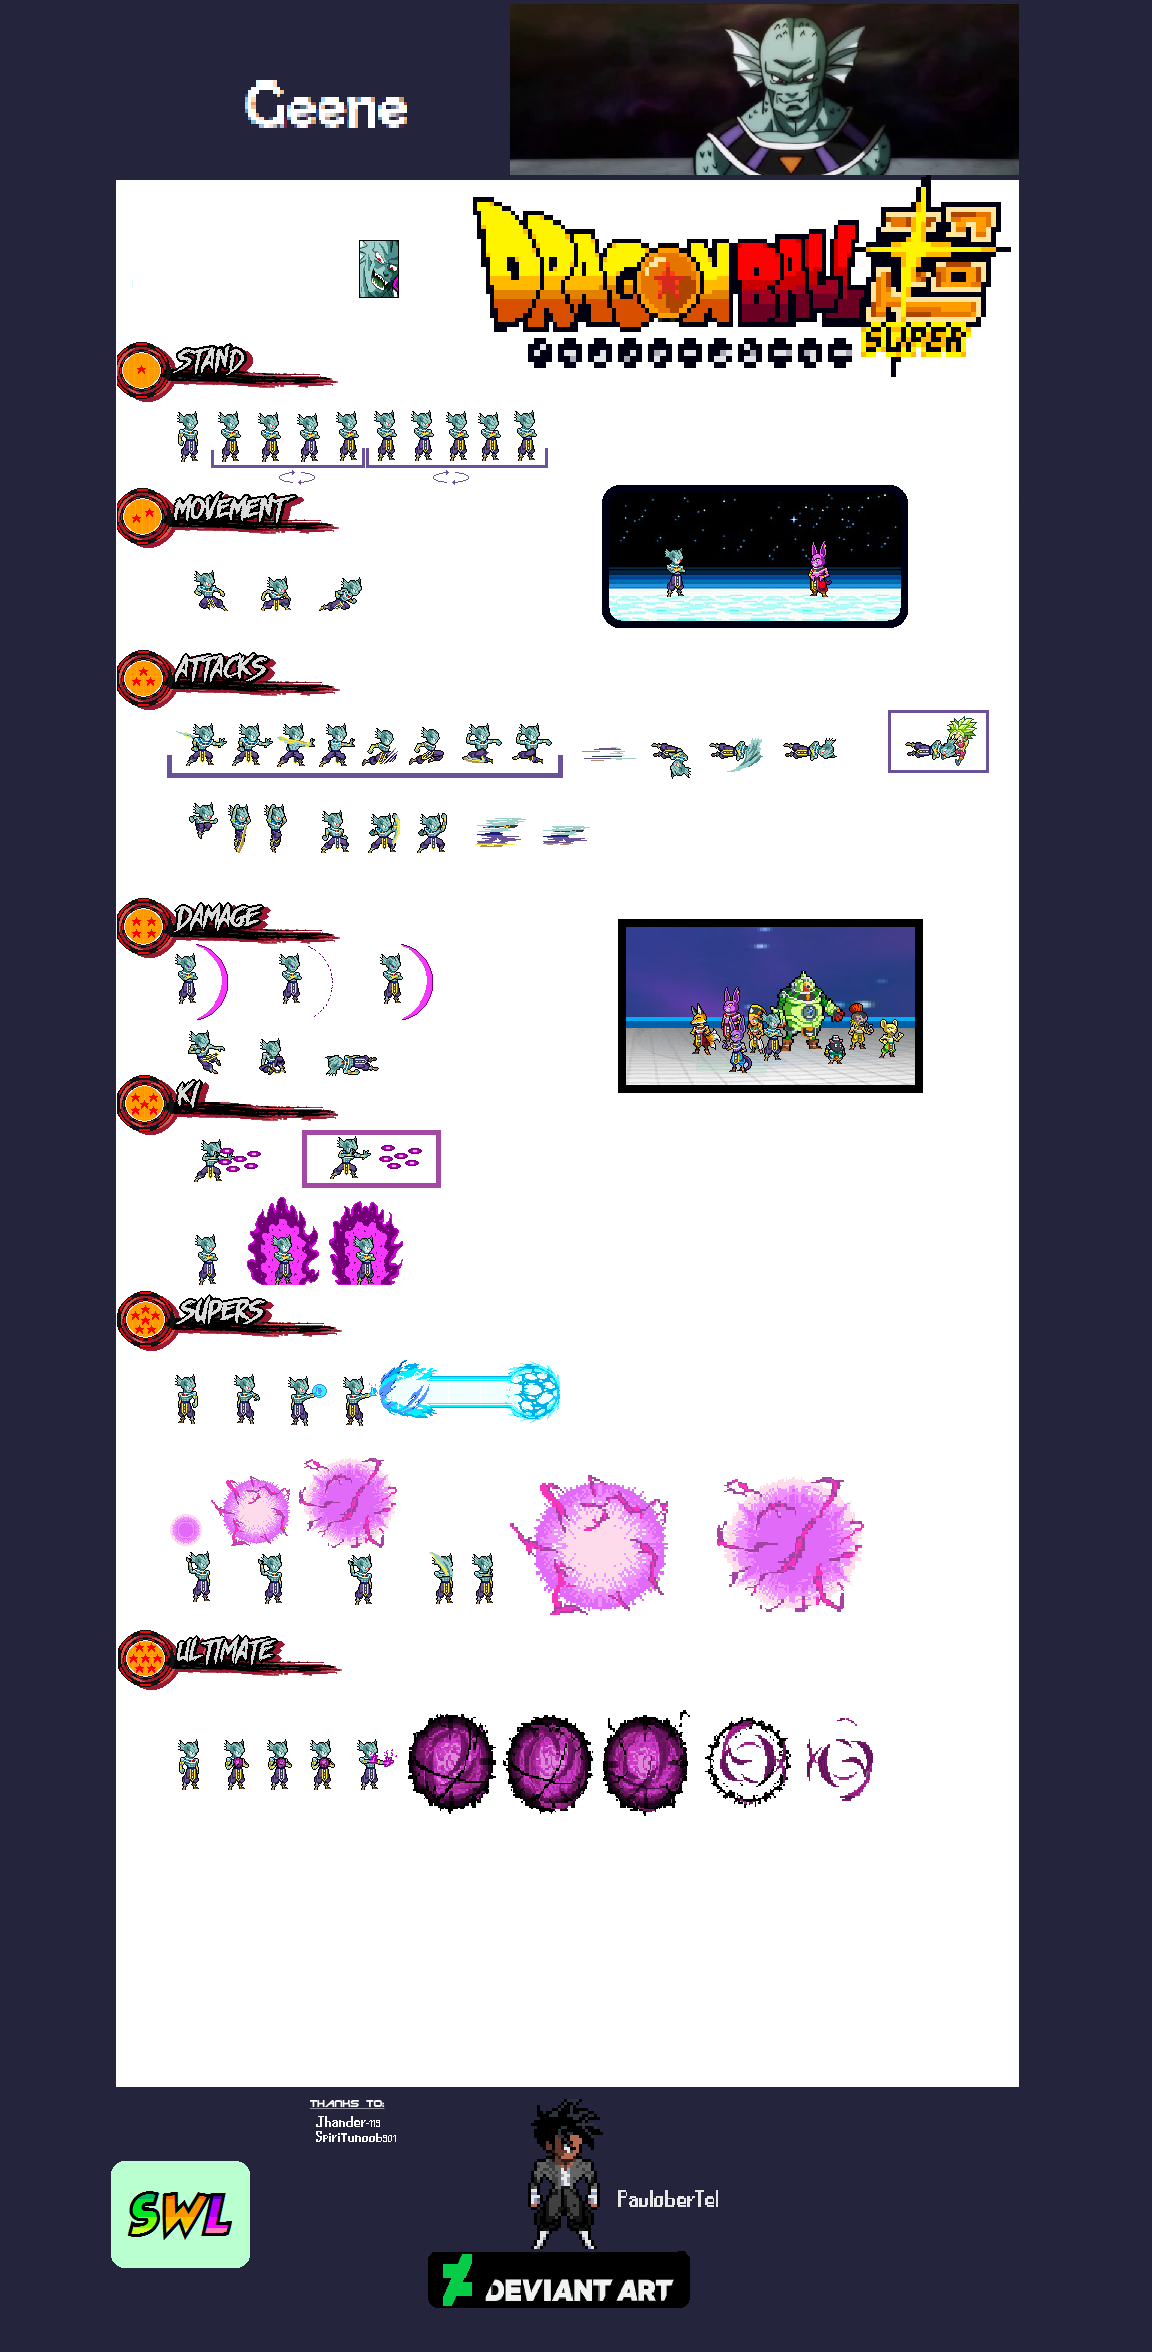 Geene
DRAGON BALL
超
SUPER
STAND
MOVEMENT
ATTACKS
DAMAGE
KI
SUPERS
ULTIMATE
THANKS TO:
Jhander-119
SpiriTunoob901
SWL
PauloberTel
DEVIANT ART